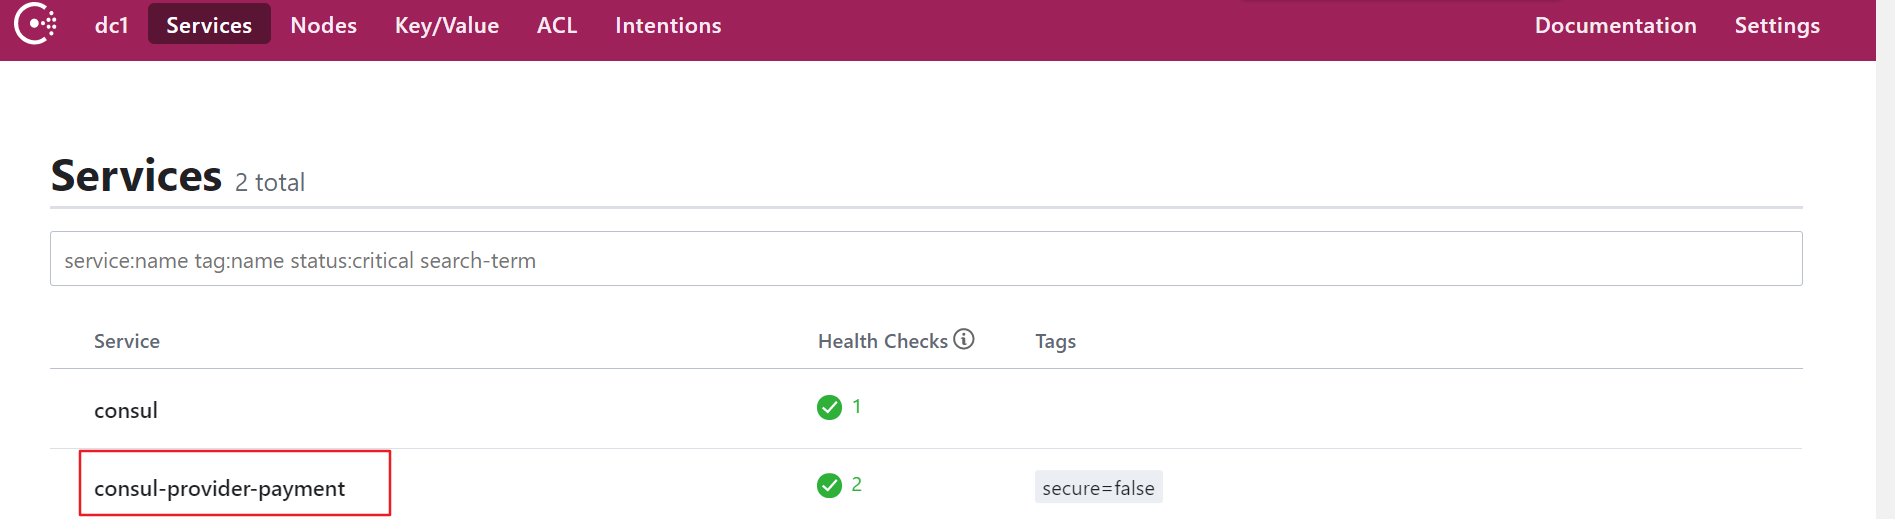 dc1 Services Nodes Key/Value ACL Intentions Documentation Settings
Services 2 total
service:name tag:name status:critical search-term
Service Health Checks Tags
consul 1
consul-provider-payment 2 secure=false